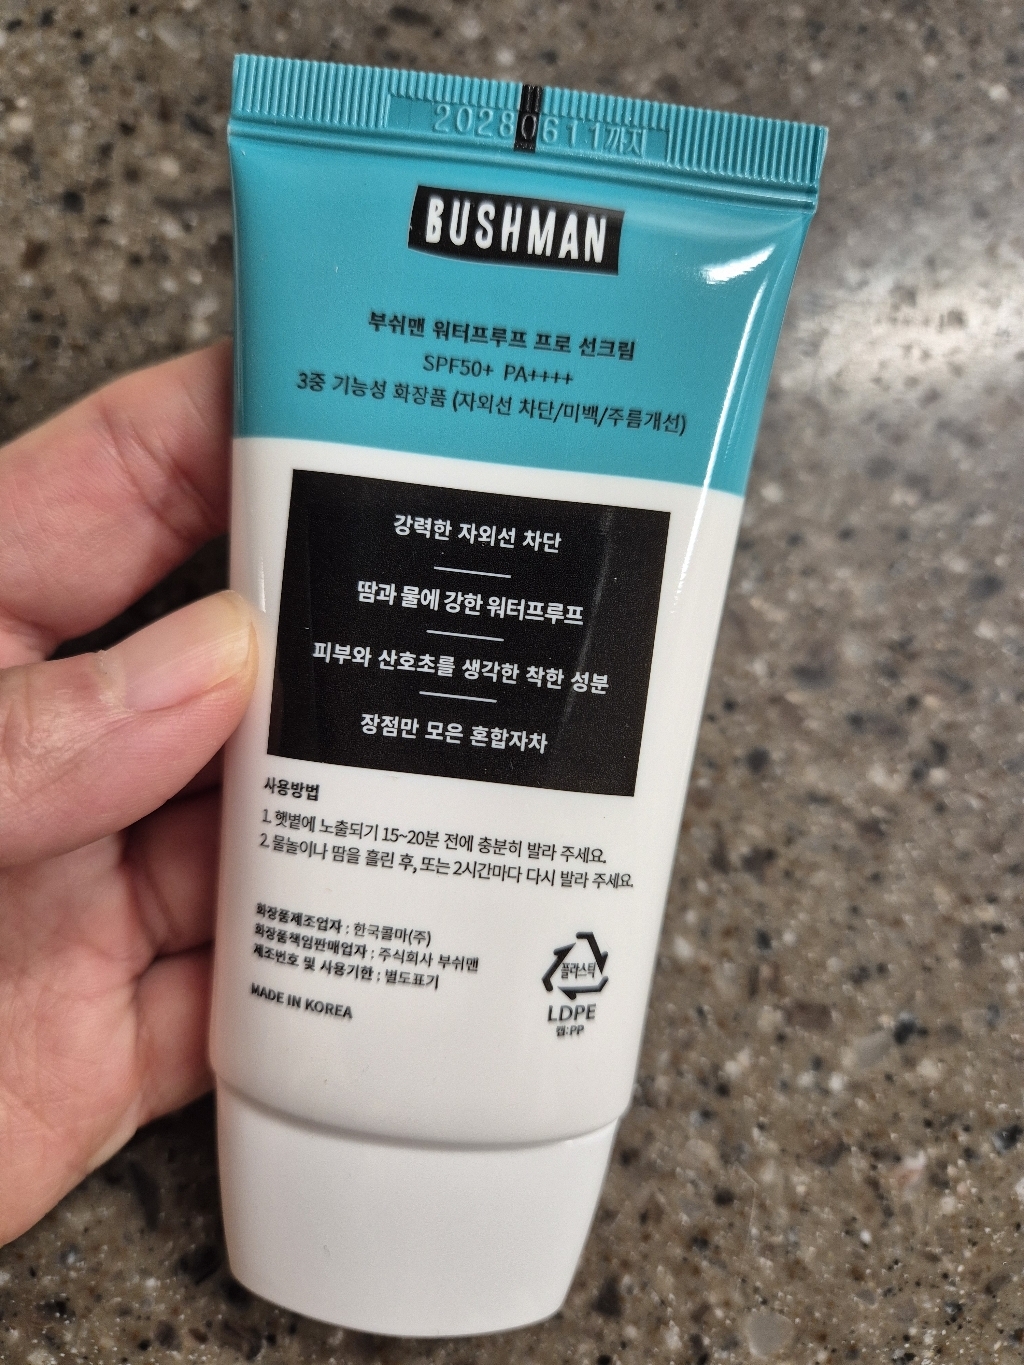 20280611까지
BUSHMAN
부쉬맨 워터프루프 프로 선크림
SPF50+ PA++++
3중 기능성 화장품 (자외선 차단/미백/주름개선)
강력한 자외선 차단
땀과 물에 강한 워터프루프
피부와 산호초를 생각한 착한 성분
장점만 모은 혼합자차
사용방법
1. 햇볕에 노출되기 15~20분 전에 충분히 발라 주세요.
2. 물놀이나 땀을 흘린 후, 또는 2시간마다 다시 발라 주세요.
화장품제조업자 : 한국콜마(주)
화장품책임판매업자 : 주식회사 부쉬맨
제조번호 및 사용기한 : 별도표기
MADE IN KOREA
플라스틱
LDPE
캡:PP